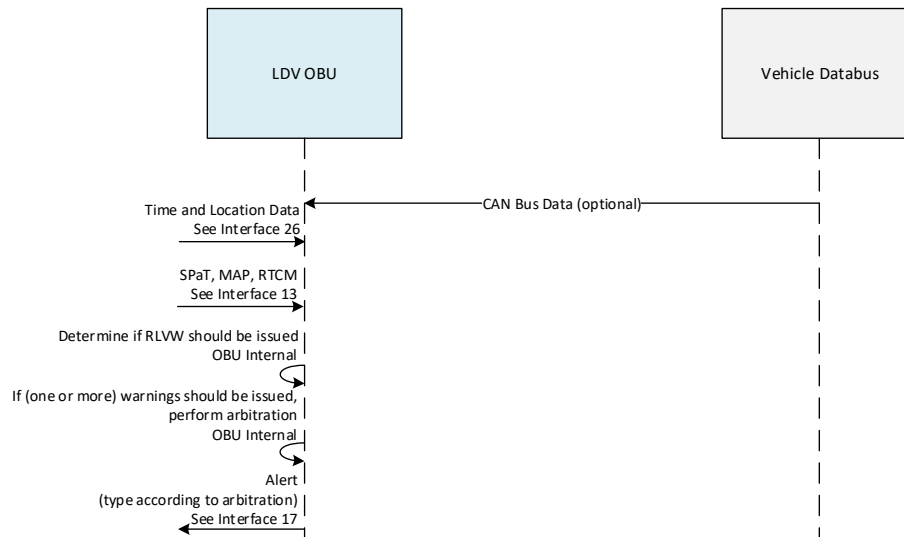 LDV OBU
Vehicle Databus
CAN Bus Data (optional)
Time and Location Data
See Interface 26
SPaT, MAP, RTCM
See Interface 13
Determine if RLVW should be issued
OBU Internal
If (one or more) warnings should be issued,
perform arbitration
OBU Internal
Alert
(type according to arbitration)
See Interface 17